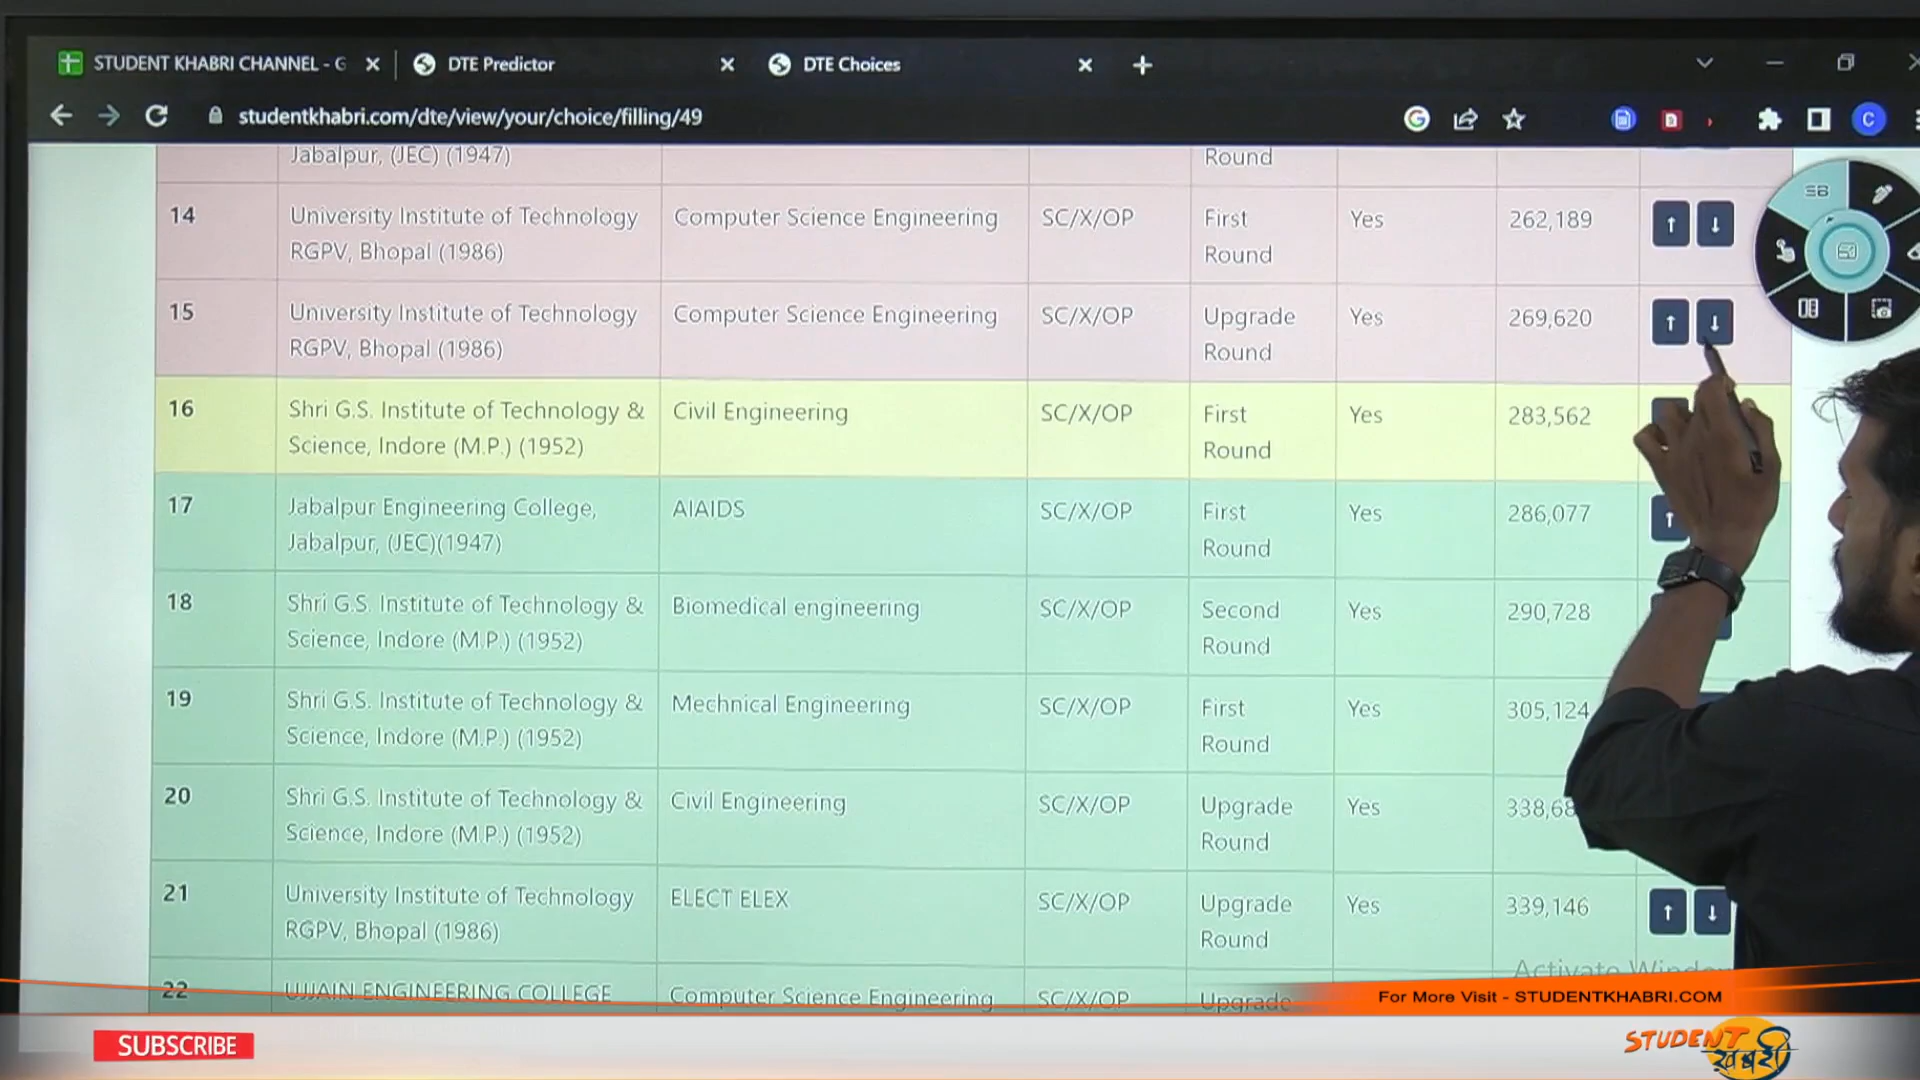 STUDENT KHABRI CHANNEL - G
DTE Predictor
DTE Choices
studentkhabri.com/dte/view/your/choice/filling/49
Jabalpur, (JEC) (1947)
Round
14
University Institute of Technology
RGPV, Bhopal (1986)
Computer Science Engineering
SC/X/OP
First
Round
Yes
262,189
15
University Institute of Technology
RGPV, Bhopal (1986)
Computer Science Engineering
SC/X/OP
Upgrade
Round
Yes
269,620
16
Shri G.S. Institute of Technology &
Science, Indore (M.P.) (1952)
Civil Engineering
SC/X/OP
First
Round
Yes
283,562
17
Jabalpur Engineering College,
Jabalpur, (JEC)(1947)
AIAIDS
SC/X/OP
First
Round
Yes
286,077
18
Shri G.S. Institute of Technology &
Science, Indore (M.P.) (1952)
Biomedical engineering
SC/X/OP
Second
Round
Yes
290,728
19
Shri G.S. Institute of Technology &
Science, Indore (M.P.) (1952)
Mechnical Engineering
SC/X/OP
First
Round
Yes
305,124
20
Shri G.S. Institute of Technology &
Science, Indore (M.P.) (1952)
Civil Engineering
SC/X/OP
Upgrade
Round
Yes
338,68
21
University Institute of Technology
RGPV, Bhopal (1986)
ELECT ELEX
SC/X/OP
Upgrade
Round
Yes
339,146
Activate Windo
22
UJJAIN ENGINEERING COLLEGE
Computer Science Engineering
SC/X/OP
Upgrade
For More Visit - STUDENTKHABRI.COM
SUBSCRIBE
STUDENT
खबरी
C